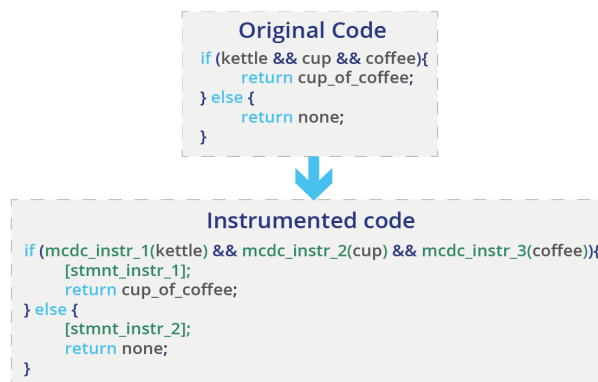 Original Code
if (kettle && cup && coffee){
return cup_of_coffee;
} else {
return none;
}
Instrumented code
if (mcdc_instr_1(kettle) && mcdc_instr_2(cup) && mcdc_instr_3(coffee)){
[stmnt_instr_1];
return cup_of_coffee;
} else {
[stmnt_instr_2];
return none;
}